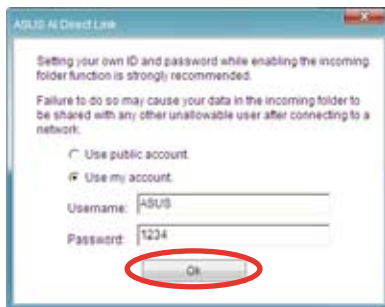 ASUS AI Direct Link
Setting your own ID and password while enabling the incoming
folder function is strongly recommended.
Failure to do so may cause your data in the incoming folder to
be shared with any other unallowable user after connecting to a
network.
Use public account.
Use my account.
Username: ASUS
Password: 1234
Ok